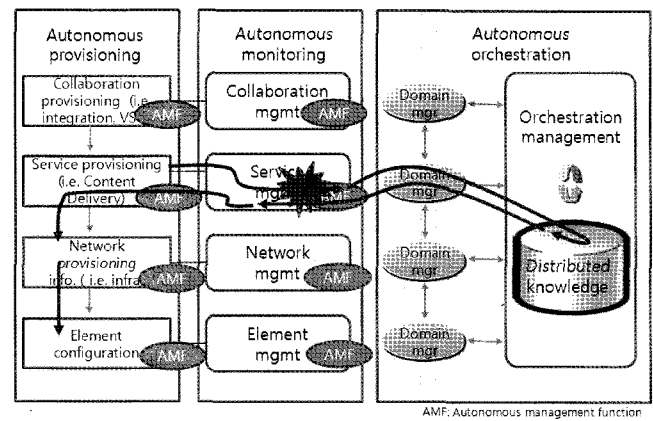 Autonomous
provisioning
Collaboration
provisioning (i.e.
integration, VS
AMF
Service provisioning
(i.e. Content
Delivery)
AMF
Network
provisioning
info. ( i.e. infra
AMF
Element
configuration
AMF
Autonomous
monitoring
Collaboration
mgmt
AMF
Service
AMF
Network
mgmt
AMF
Element
mgmt
AMF
Autonomous
orchestration
Domain
mgr
Domain
mgr
Domain
mgr
Domain
mgr
Orchestration
management
Distributed
knowledge
AMF: Autonomous management function